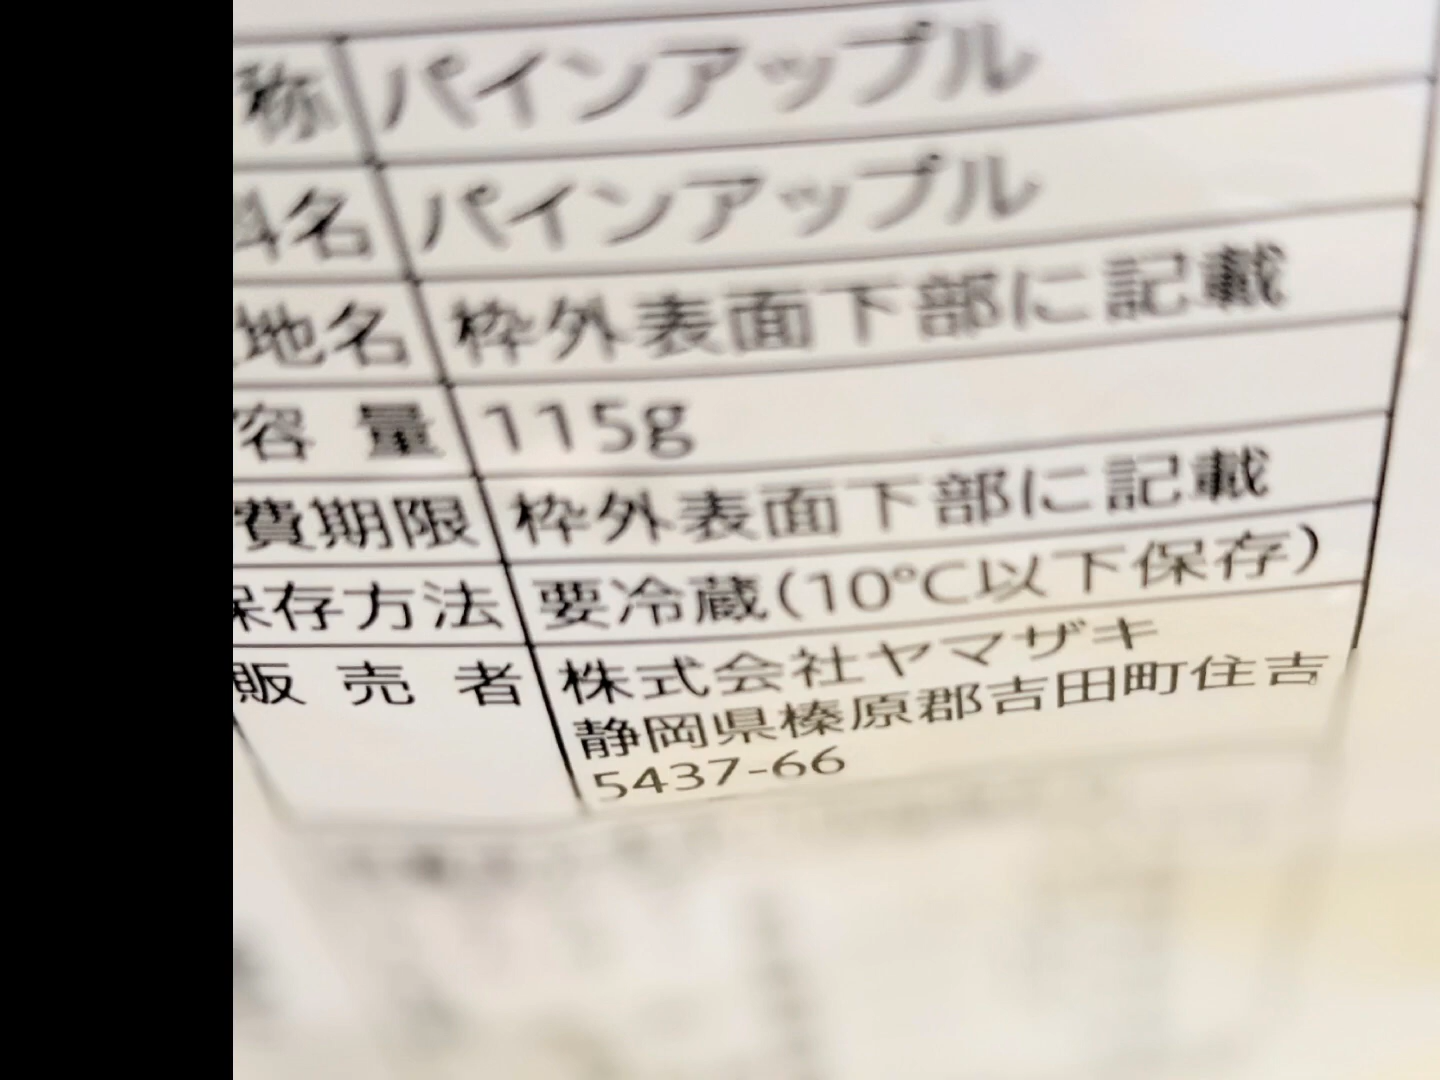 称 パインアップル
料名 パインアップル
地名 枠外表面下部に記載
容量 115g
費期限 枠外表面下部に記載
保存方法 要冷蔵(10℃以下保存)
販売者 株式会社ヤマザキ
静岡県榛原郡吉田町住吉
5437-66